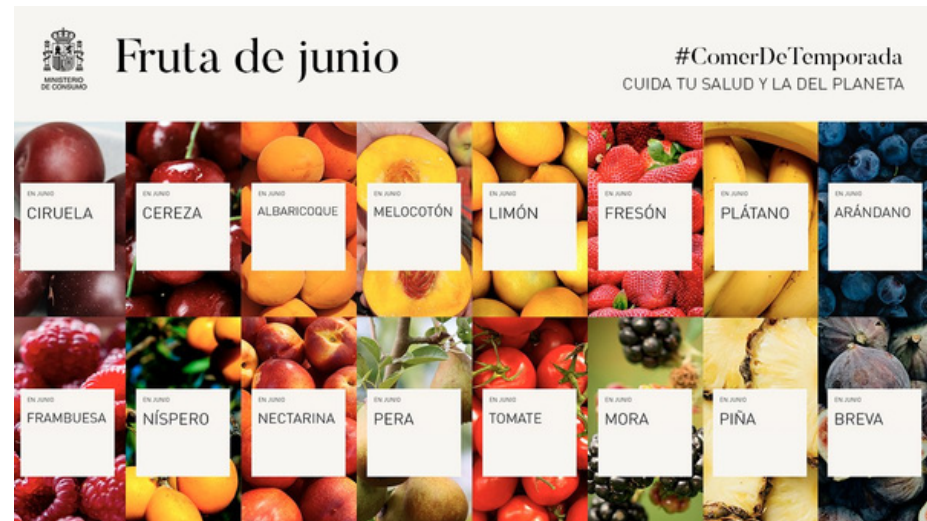 MINISTERIO
DE CONSUMO
Fruta de junio
#ComerDeTemporada
CUIDA TU SALUD Y LA DEL PLANETA
EN JUNIO
CIRUELA
EN JUNIO
CEREZA
EN JUNIO
ALBARICOQUE
EN JUNIO
MELOCOTÓN
EN JUNIO
LIMÓN
EN JUNIO
FRESÓN
EN JUNIO
PLÁTANO
EN JUNIO
ARÁNDANO
EN JUNIO
FRAMBUESA
EN JUNIO
NÍSPERO
EN JUNIO
NECTARINA
EN JUNIO
PERA
EN JUNIO
TOMATE
EN JUNIO
MORA
EN JUNIO
PIÑA
EN JUNIO
BREVA